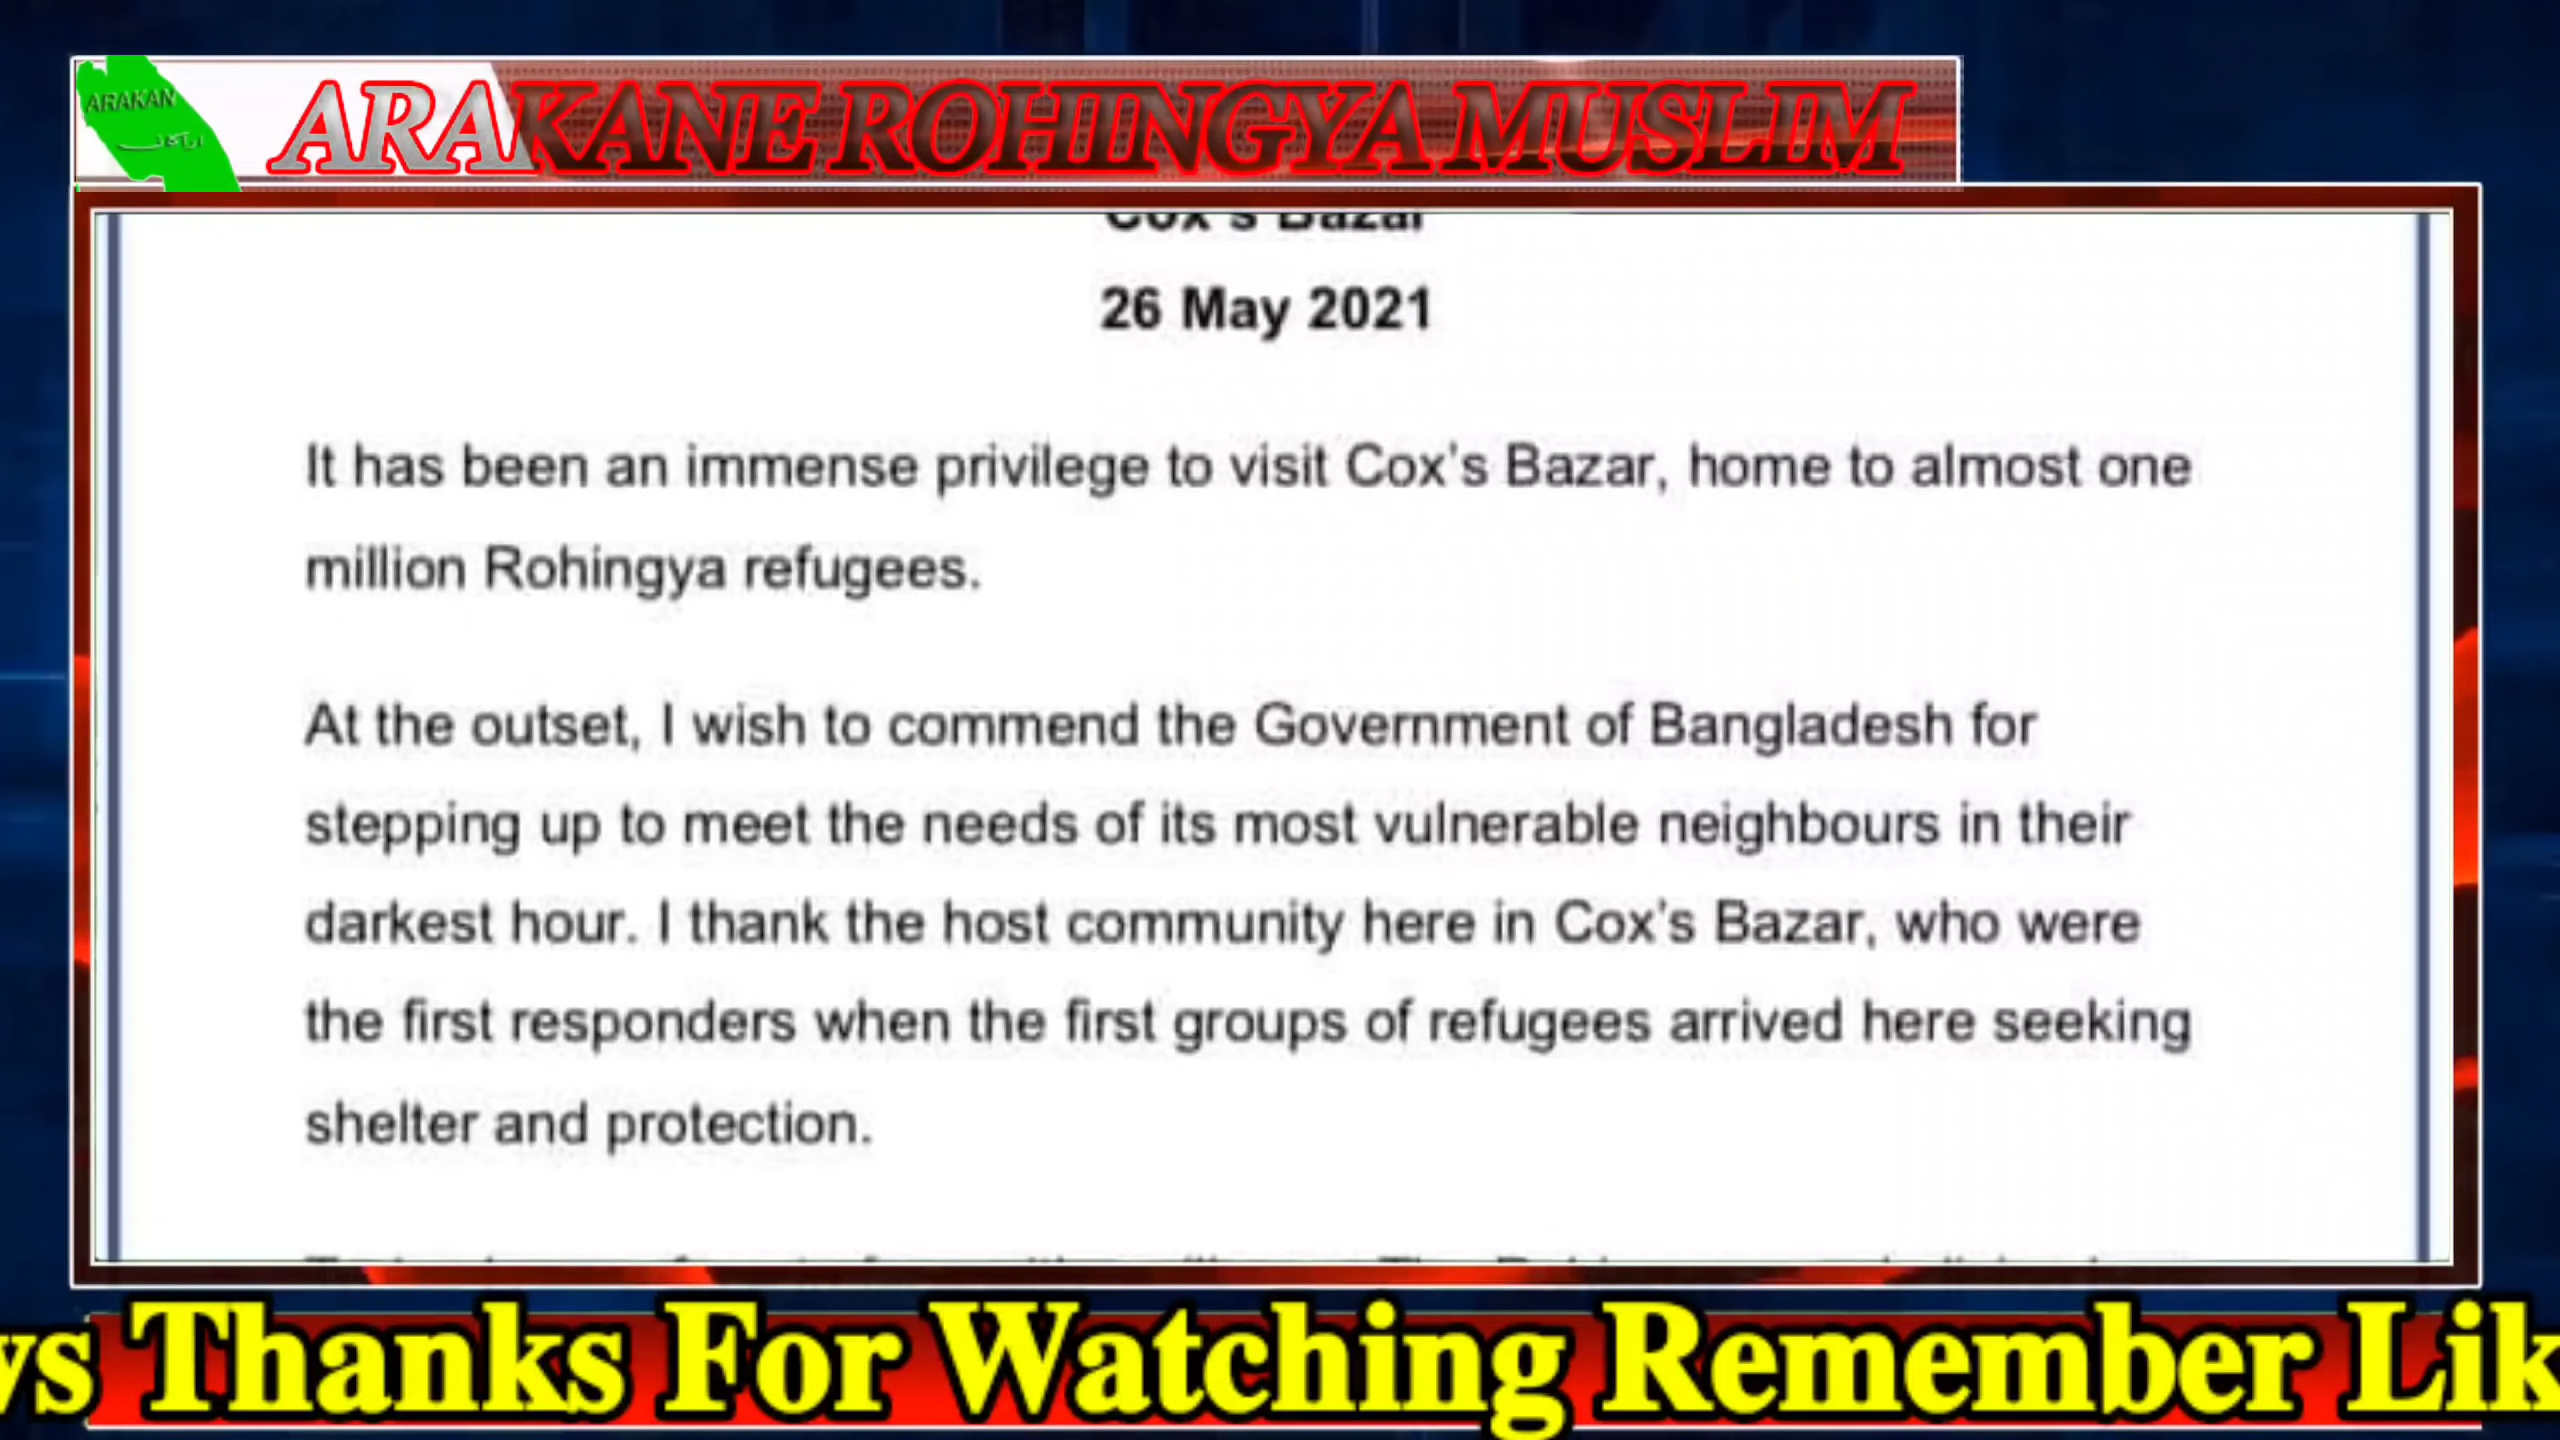 ARAKAN
اراكان
ARAKANE ROHINGYA MUSLIM
Cox's Bazar
26 May 2021
It has been an immense privilege to visit Cox's Bazar, home to almost one
million Rohingya refugees.
At the outset, I wish to commend the Government of Bangladesh for
stepping up to meet the needs of its most vulnerable neighbours in their
darkest hour. I thank the host community here in Cox's Bazar, who were
the first responders when the first groups of refugees arrived here seeking
shelter and protection.
Thanks For Watching Remember